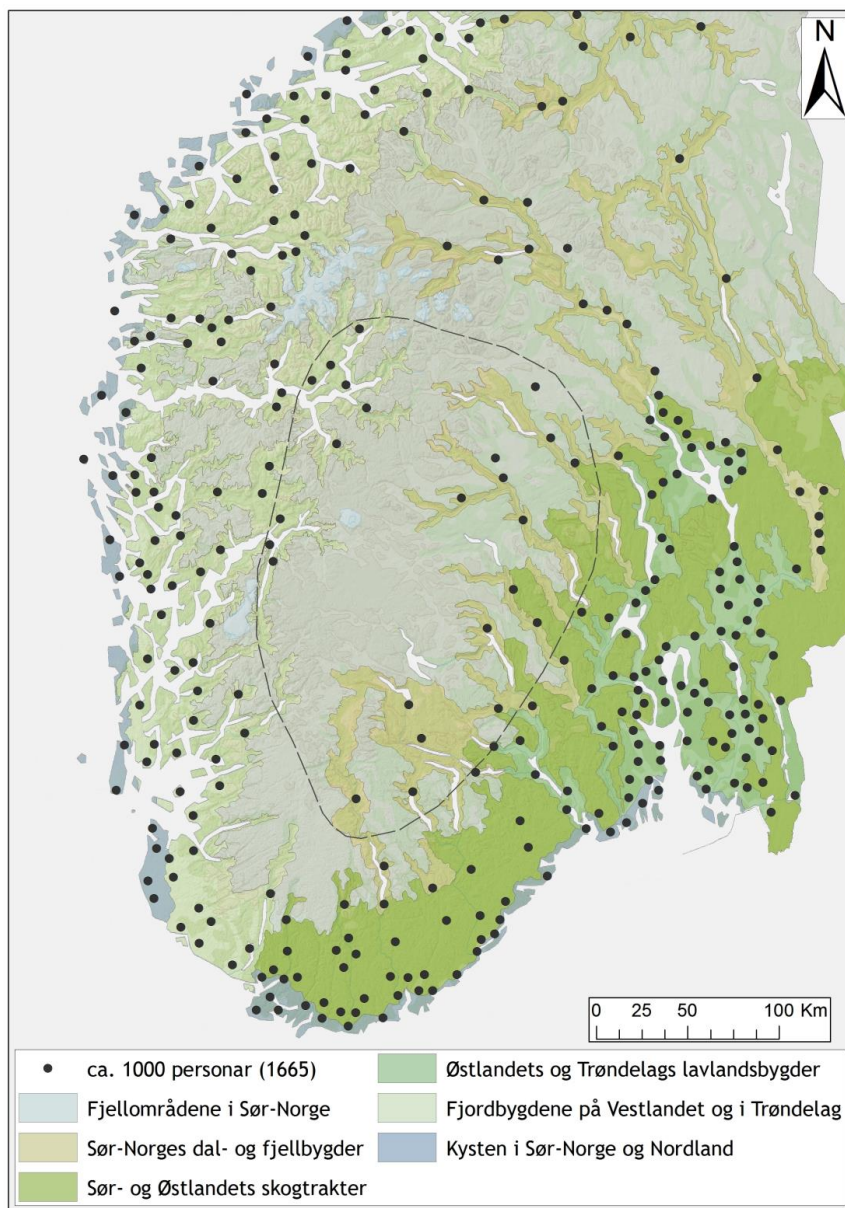 N
0 25 50 100 Km
ca. 1000 personar (1665)
Østlandets og Trøndelags lavlandsbygder
Fjellområdene i Sør-Norge
Fjordbygdene på Vestlandet og i Trøndelag
Sør-Norges dal- og fjellbygder
Kysten i Sør-Norge og Nordland
Sør- og Østlandets skogtrakter